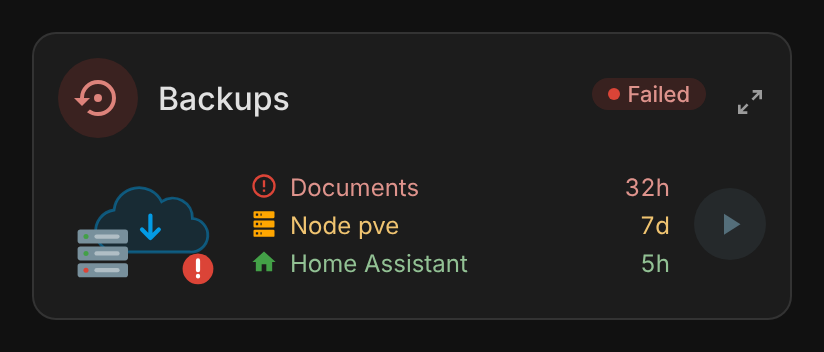 Backups
Failed
Documents 32h
Node pve 7d
Home Assistant 5h